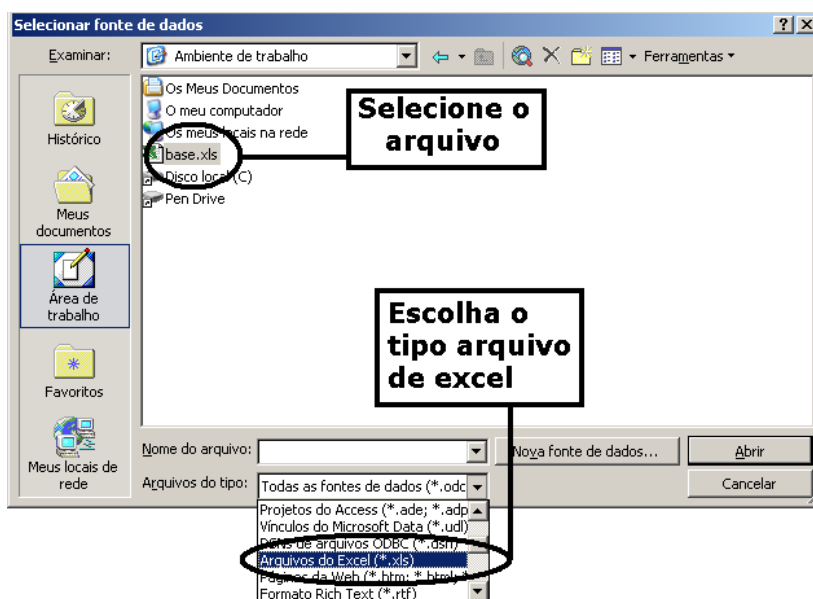 Selecionar fonte de dados
Examinar:
Ambiente de trabalho
Ferramentas
Histórico
Meus
documentos
Área de
trabalho
Favoritos
Meus locais de
rede
Os Meus Documentos
O meu computador
Os meus locais na rede
base.xls
Disco local (C)
Pen Drive
Selecione o
arquivo
Escolha o
tipo arquivo
de excel
Nome do arquivo:
Nova fonte de dados...
Abrir
Arquivos do tipo:
Todas as fontes de dados (*.odc
Cancelar
Projetos do Access (*.ade; *.adp
Vínculos do Microsoft Data (*.udl)
de arquivos ODBC (*.dsn)
Arquivos do Excel (*.xls)
Páginas da Web (*.htm; *.html;
Formato Rich Text (*.rtf)